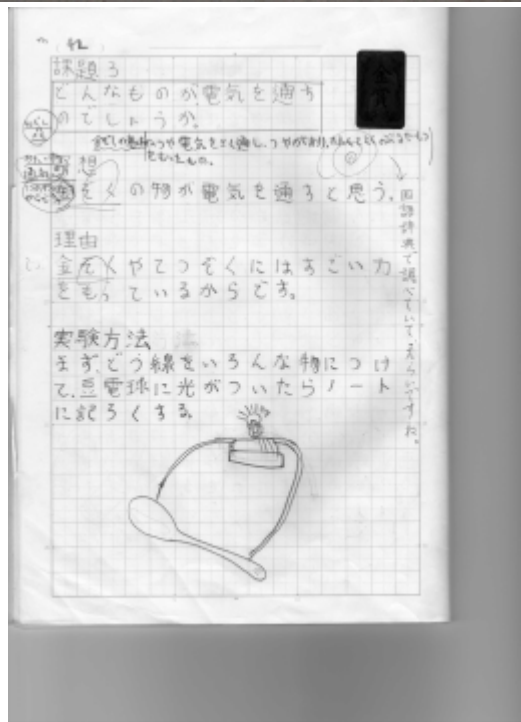 課題3
どんなものが電気を通す
のでしょうか。
想
金ぞくの物が電気を通すと思う。
国語辞典で調べていて、えらいですね。
理由
金ぞくやてつぞくにはすごい力
をもっているからです。
実験方法
まず、どう線をいろんな物につけ
て、豆電球に光がついたらノート
に記ろくする。